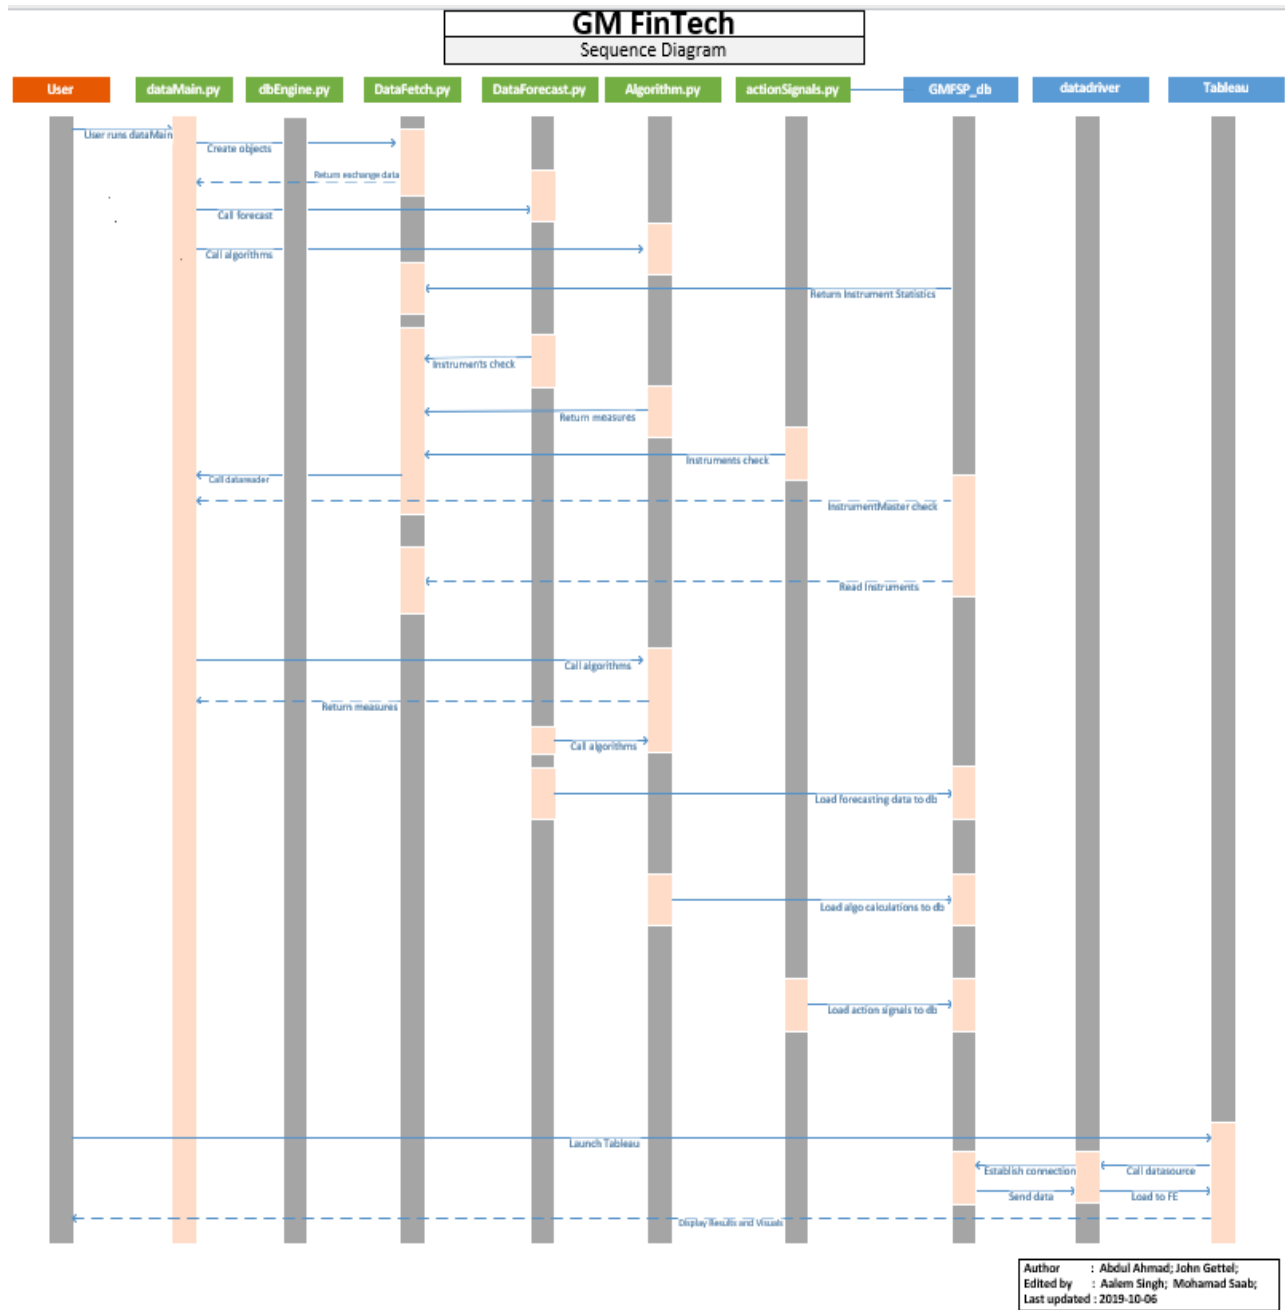 GM FinTech
Sequence Diagram
User
dataMain.py
dbEngine.py
DataFetch.py
DataForecast.py
Algorithm.py
actionSignals.py
GMFSP_db
datadriver
Tableau
User runs dataMain
Create objects
Return exchange data
Call forecast
Call algorithms
Return Instrument Statistics
Instruments check
Return measures
Instruments check
Call datareader
InstrumentMaster check
Read Instruments
Call algorithms
Return measures
Call algorithms
Load forecasting data to db
Load algo calculations to db
Load action signals to db
Launch Tableau
Establish connection
Call datasource
Send data
Load to FE
Display Results and Visuals
Author : Abdul Ahmad; John Gettel;
Edited by : Aalem Singh; Mohamad Saab;
Last updated : 2019-10-06